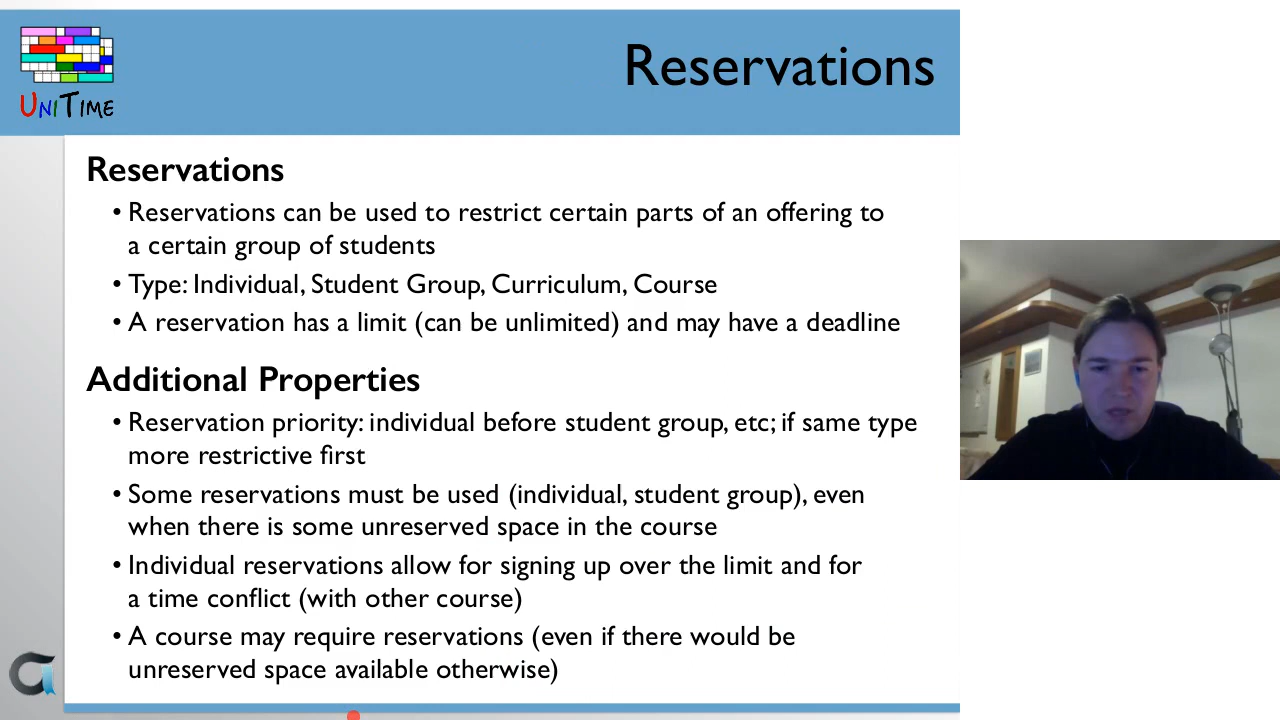 UniTime
Reservations
Reservations
• Reservations can be used to restrict certain parts of an offering to
a certain group of students
• Type: Individual, Student Group, Curriculum, Course
• A reservation has a limit (can be unlimited) and may have a deadline
Additional Properties
• Reservation priority: individual before student group, etc; if same type
more restrictive first
• Some reservations must be used (individual, student group), even
when there is some unreserved space in the course
• Individual reservations allow for signing up over the limit and for
a time conflict (with other course)
• A course may require reservations (even if there would be
unreserved space available otherwise)